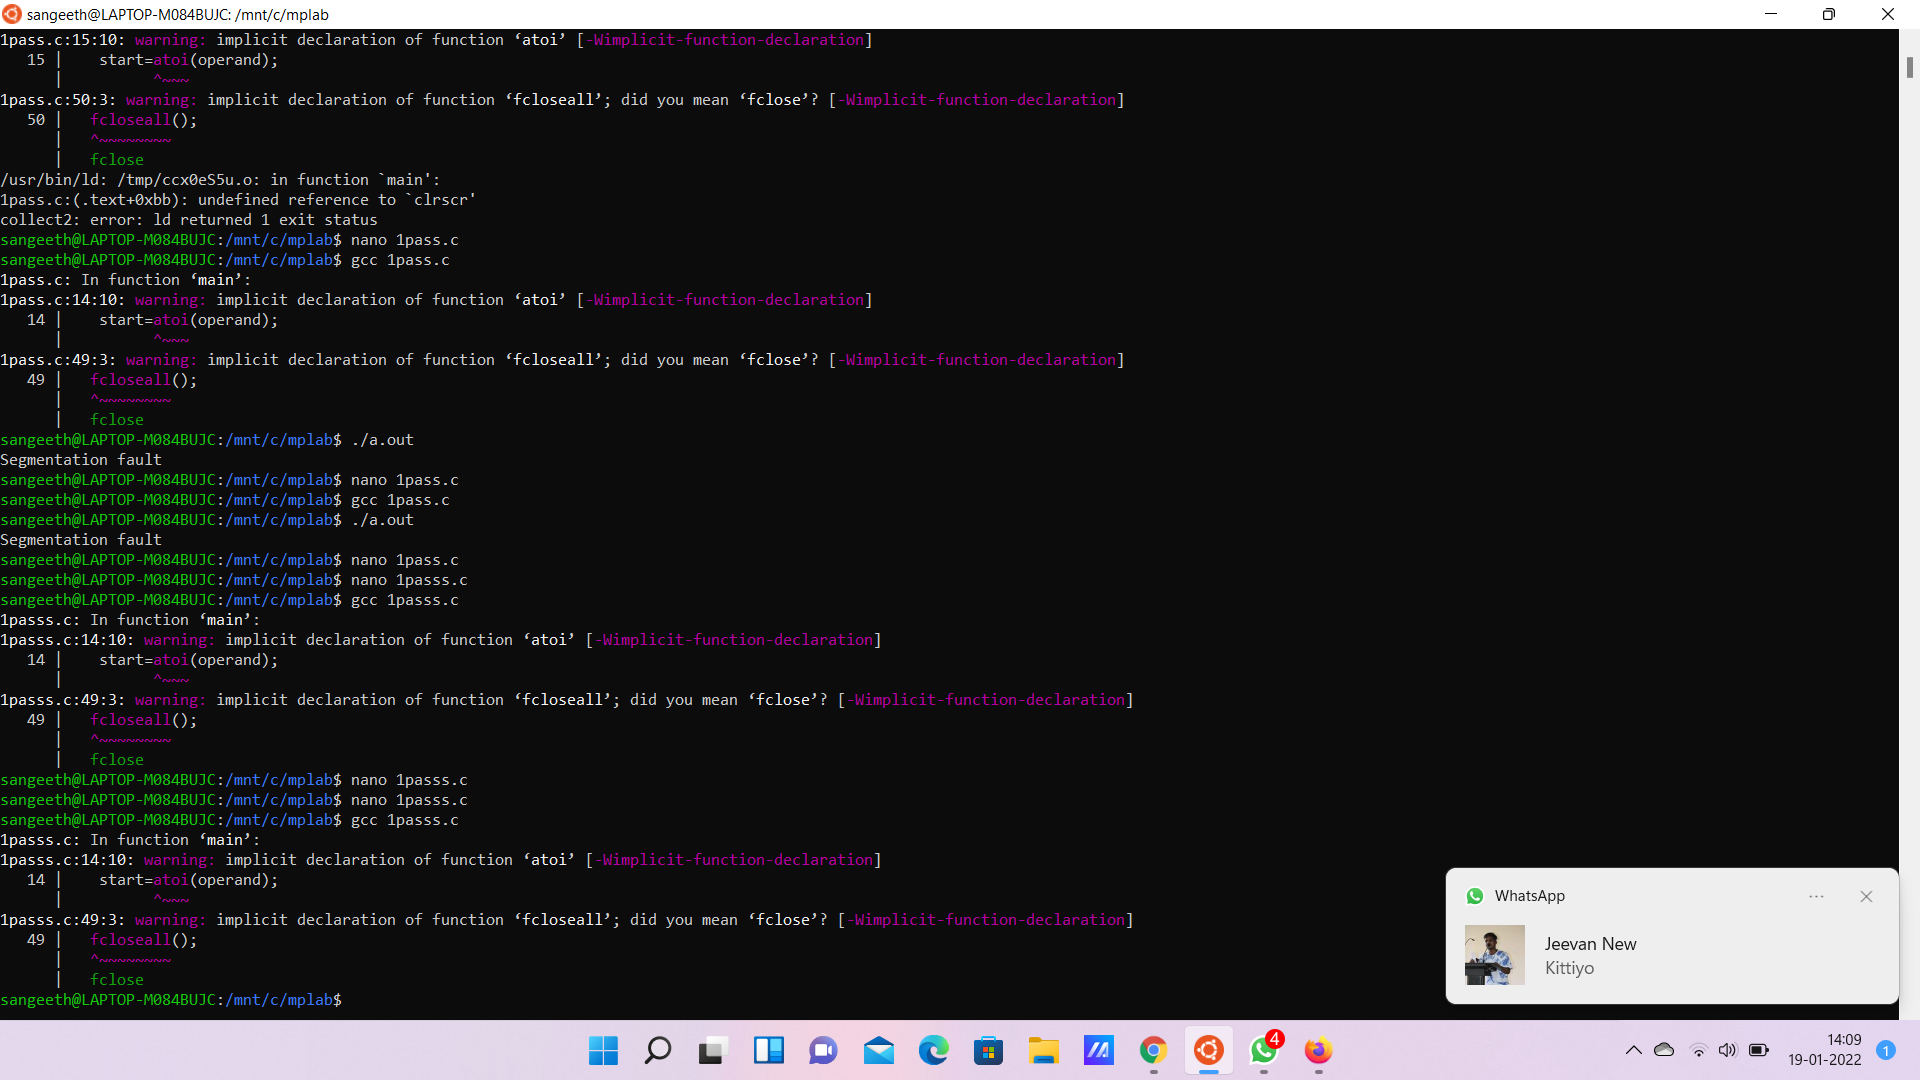 sangeeth@LAPTOP-M084BUJC: /mnt/c/mplab
1pass.c:15:10: warning: implicit declaration of function ‘atoi’ [-Wimplicit-function-declaration]
   15 |    start=atoi(operand);
      |          ^~~~
1pass.c:50:3: warning: implicit declaration of function ‘fcloseall’; did you mean ‘fclose’? [-Wimplicit-function-declaration]
   50 |   fcloseall();
      |   ^~~~~~~~~
      |   fclose
/usr/bin/ld: /tmp/ccx0eS5u.o: in function `main':
1pass.c:(.text+0xbb): undefined reference to `clrscr'
collect2: error: ld returned 1 exit status
sangeeth@LAPTOP-M084BUJC:/mnt/c/mplab$ nano 1pass.c
sangeeth@LAPTOP-M084BUJC:/mnt/c/mplab$ gcc 1pass.c
1pass.c: In function ‘main’:
1pass.c:14:10: warning: implicit declaration of function ‘atoi’ [-Wimplicit-function-declaration]
   14 |    start=atoi(operand);
      |          ^~~~
1pass.c:49:3: warning: implicit declaration of function ‘fcloseall’; did you mean ‘fclose’? [-Wimplicit-function-declaration]
   49 |   fcloseall();
      |   ^~~~~~~~~
      |   fclose
sangeeth@LAPTOP-M084BUJC:/mnt/c/mplab$ ./a.out
Segmentation fault
sangeeth@LAPTOP-M084BUJC:/mnt/c/mplab$ nano 1pass.c
sangeeth@LAPTOP-M084BUJC:/mnt/c/mplab$ gcc 1pass.c
sangeeth@LAPTOP-M084BUJC:/mnt/c/mplab$ ./a.out
Segmentation fault
sangeeth@LAPTOP-M084BUJC:/mnt/c/mplab$ nano 1pass.c
sangeeth@LAPTOP-M084BUJC:/mnt/c/mplab$ nano 1passs.c
sangeeth@LAPTOP-M084BUJC:/mnt/c/mplab$ gcc 1passs.c
1passs.c: In function ‘main’:
1passs.c:14:10: warning: implicit declaration of function ‘atoi’ [-Wimplicit-function-declaration]
   14 |    start=atoi(operand);
      |          ^~~~
1passs.c:49:3: warning: implicit declaration of function ‘fcloseall’; did you mean ‘fclose’? [-Wimplicit-function-declaration]
   49 |   fcloseall();
      |   ^~~~~~~~~
      |   fclose
sangeeth@LAPTOP-M084BUJC:/mnt/c/mplab$ nano 1passs.c
sangeeth@LAPTOP-M084BUJC:/mnt/c/mplab$ nano 1passs.c
sangeeth@LAPTOP-M084BUJC:/mnt/c/mplab$ gcc 1passs.c
1passs.c: In function ‘main’:
1passs.c:14:10: warning: implicit declaration of function ‘atoi’ [-Wimplicit-function-declaration]
   14 |    start=atoi(operand);
      |          ^~~~
1passs.c:49:3: warning: implicit declaration of function ‘fcloseall’; did you mean ‘fclose’? [-Wimplicit-function-declaration]
   49 |   fcloseall();
      |   ^~~~~~~~~
      |   fclose
sangeeth@LAPTOP-M084BUJC:/mnt/c/mplab$
WhatsApp
Jeevan New
Kittiyo
4
14:09
19-01-2022
1